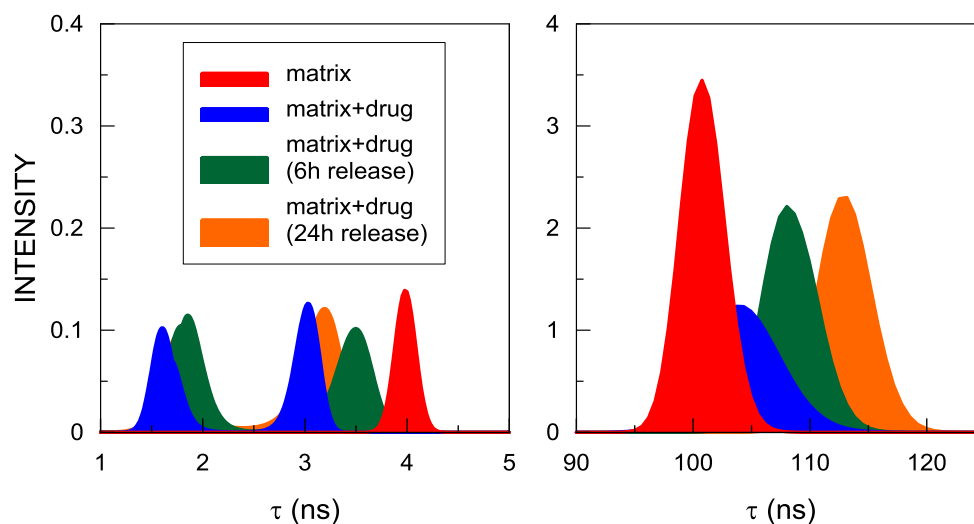 0.4
0.3
0.2
0.1
0
INTENSITY
matrix
matrix+drug
matrix+drug
(6h release)
matrix+drug
(24h release)
1 2 3 4 5
τ (ns)
4
3
2
1
0
90 100 110 120
τ (ns)